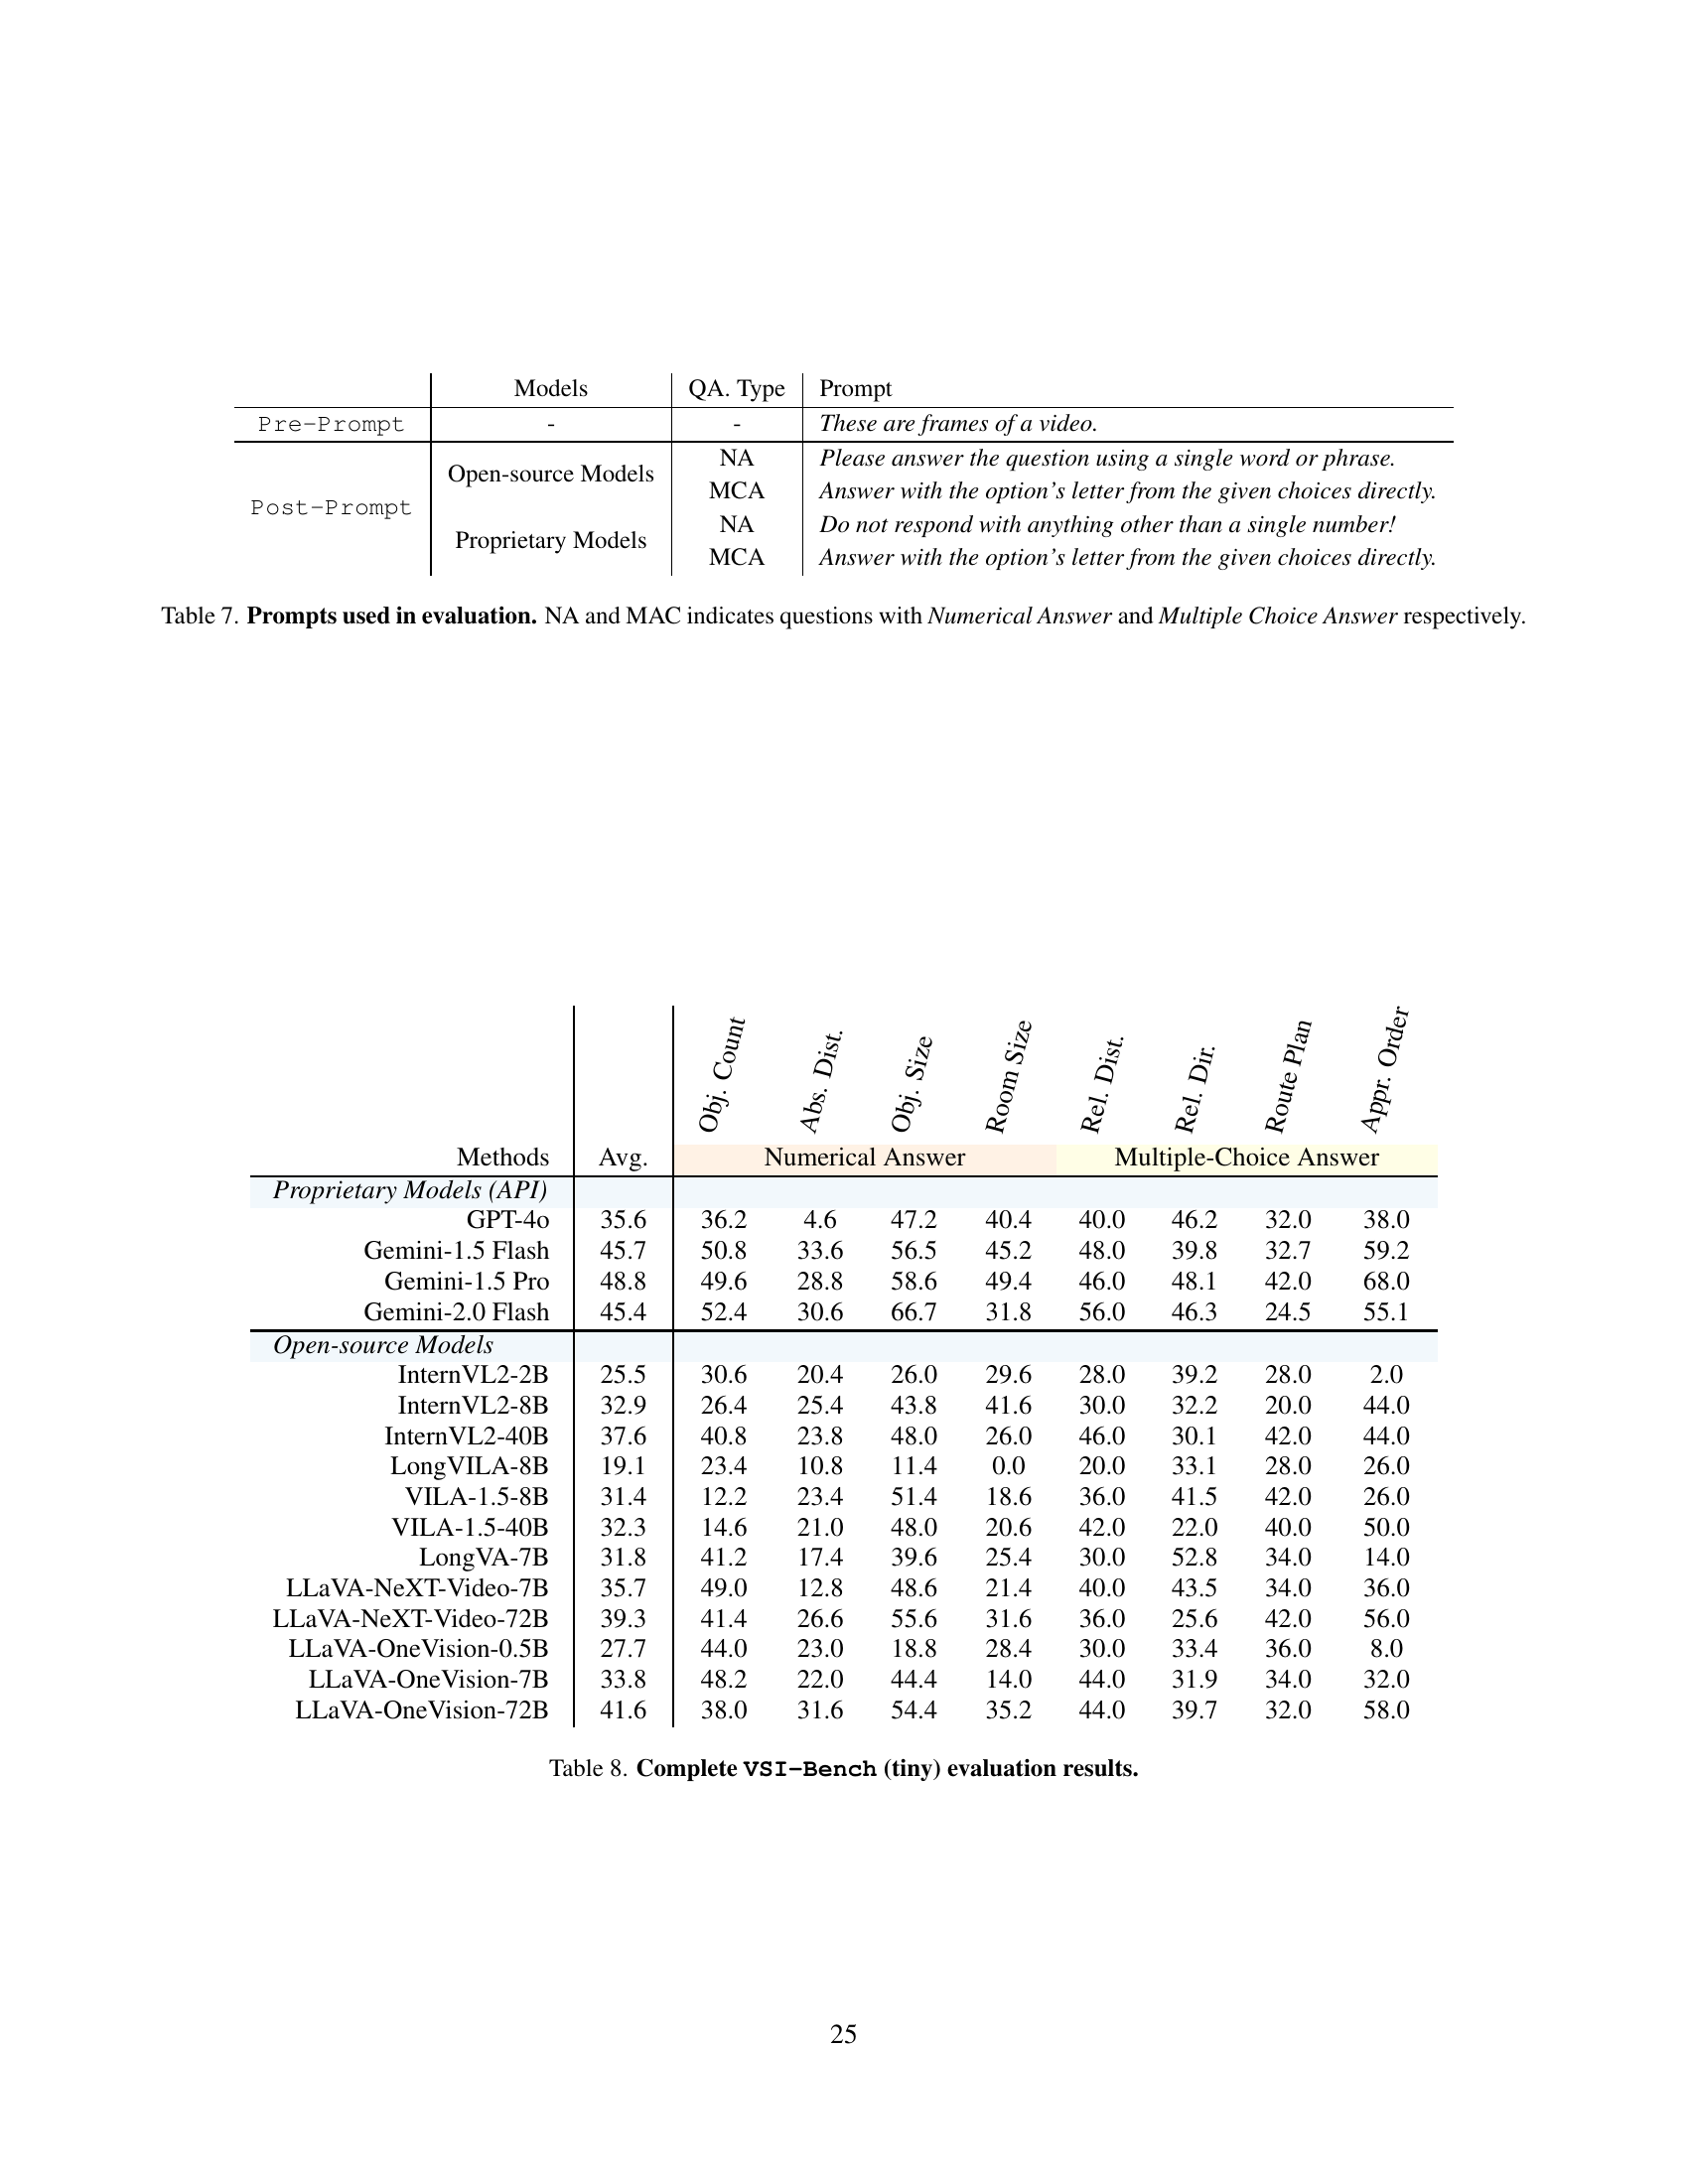 Models QA. Type Prompt
Pre-Prompt - - These are frames of a video.
Post-Prompt Open-source Models NA Please answer the question using a single word or phrase.
MCA Answer with the option's letter from the given choices directly.
Proprietary Models NA Do not respond with anything other than a single number!
MCA Answer with the option's letter from the given choices directly.
Table 7. Prompts used in evaluation. NA and MAC indicates questions with Numerical Answer and Multiple Choice Answer respectively.
Obj. Count Abs. Dist. Obj. Size Room Size Rel. Dist. Rel. Dir. Route Plan Appr. Order
Methods Avg. Numerical Answer Multiple-Choice Answer
Proprietary Models (API)
GPT-4o 35.6 36.2 4.6 47.2 40.4 40.0 46.2 32.0 38.0
Gemini-1.5 Flash 45.7 50.8 33.6 56.5 45.2 48.0 39.8 32.7 59.2
Gemini-1.5 Pro 48.8 49.6 28.8 58.6 49.4 46.0 48.1 42.0 68.0
Gemini-2.0 Flash 45.4 52.4 30.6 66.7 31.8 56.0 46.3 24.5 55.1
Open-source Models
InternVL2-2B 25.5 30.6 20.4 26.0 29.6 28.0 39.2 28.0 2.0
InternVL2-8B 32.9 26.4 25.4 43.8 41.6 30.0 32.2 20.0 44.0
InternVL2-40B 37.6 40.8 23.8 48.0 26.0 46.0 30.1 42.0 44.0
LongVILA-8B 19.1 23.4 10.8 11.4 0.0 20.0 33.1 28.0 26.0
VILA-1.5-8B 31.4 12.2 23.4 51.4 18.6 36.0 41.5 42.0 26.0
VILA-1.5-40B 32.3 14.6 21.0 48.0 20.6 42.0 22.0 40.0 50.0
LongVA-7B 31.8 41.2 17.4 39.6 25.4 30.0 52.8 34.0 14.0
LLaVA-NeXT-Video-7B 35.7 49.0 12.8 48.6 21.4 40.0 43.5 34.0 36.0
LLaVA-NeXT-Video-72B 39.3 41.4 26.6 55.6 31.6 36.0 25.6 42.0 56.0
LLaVA-OneVision-0.5B 27.7 44.0 23.0 18.8 28.4 30.0 33.4 36.0 8.0
LLaVA-OneVision-7B 33.8 48.2 22.0 44.4 14.0 44.0 31.9 34.0 32.0
LLaVA-OneVision-72B 41.6 38.0 31.6 54.4 35.2 44.0 39.7 32.0 58.0
Table 8. Complete VSI-Bench (tiny) evaluation results.
25